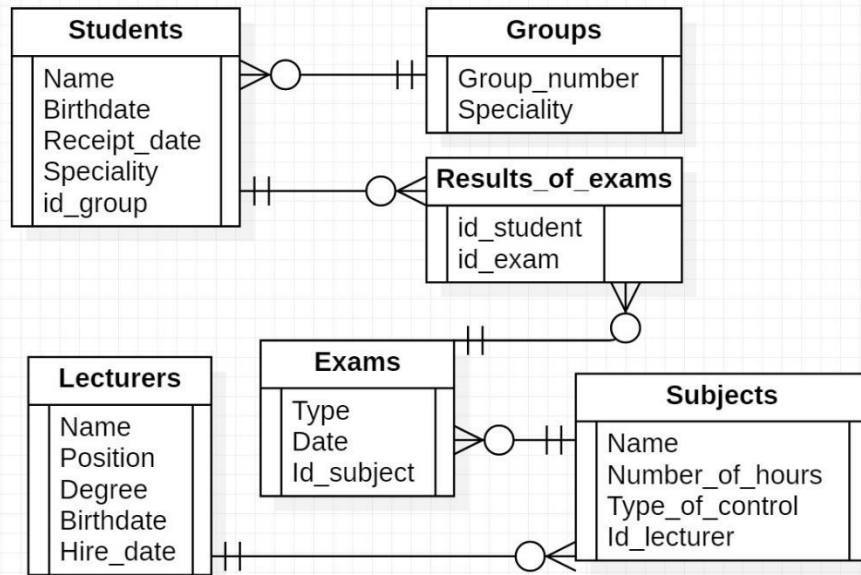 Students
Name
Birthdate
Receipt_date
Speciality
id_group
Groups
Group_number
Speciality
Results_of_exams
id_student
id_exam
Lecturers
Name
Position
Degree
Birthdate
Hire_date
Exams
Type
Date
Id_subject
Subjects
Name
Number_of_hours
Type_of_control
Id_lecturer